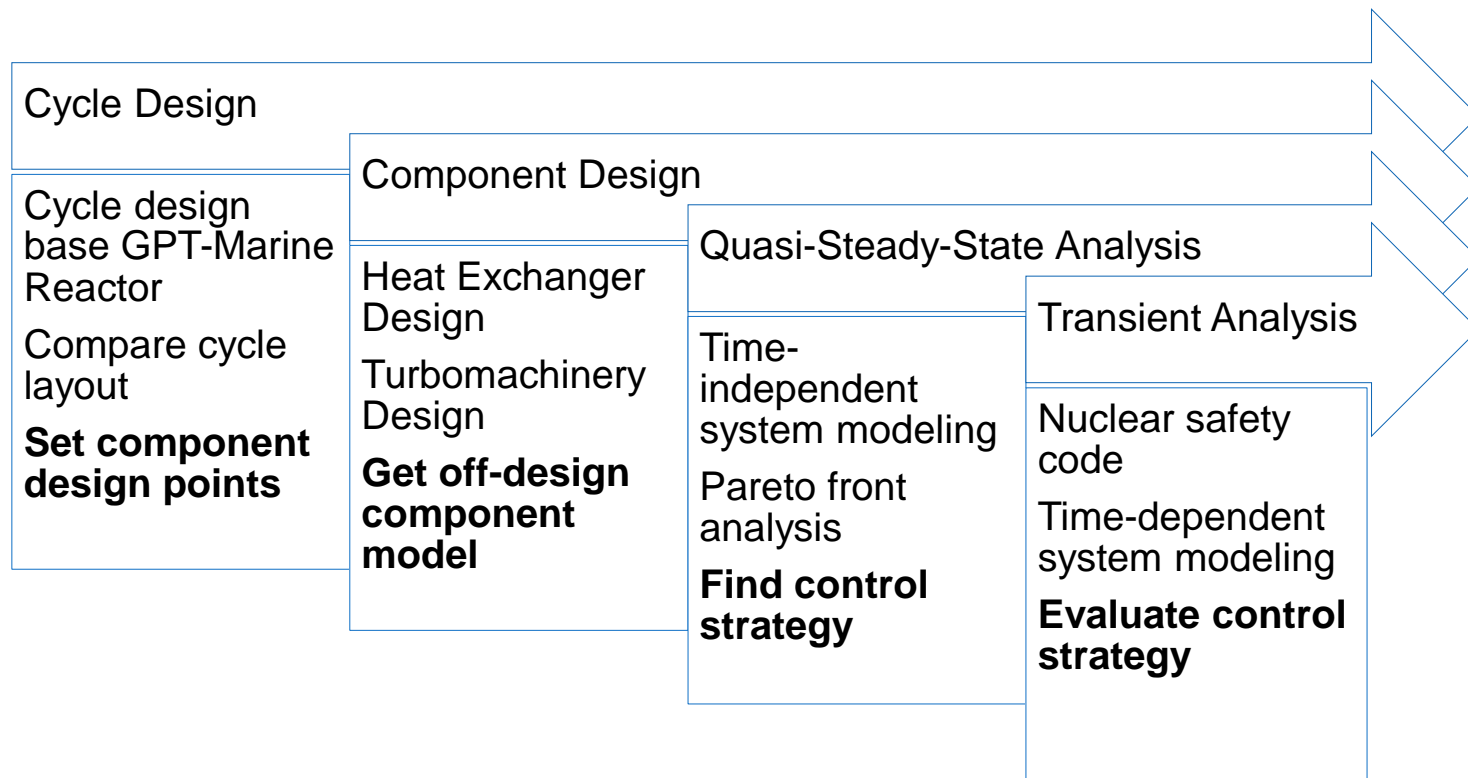 Cycle Design
Cycle design
base GPT-Marine
Reactor
Compare cycle
layout
Set component
design points
Component Design
Heat Exchanger
Design
Turbomachinery
Design
Get off-design
component
model
Quasi-Steady-State Analysis
Time-
independent
system modeling
Pareto front
analysis
Find control
strategy
Transient Analysis
Nuclear safety
code
Time-dependent
system modeling
Evaluate control
strategy